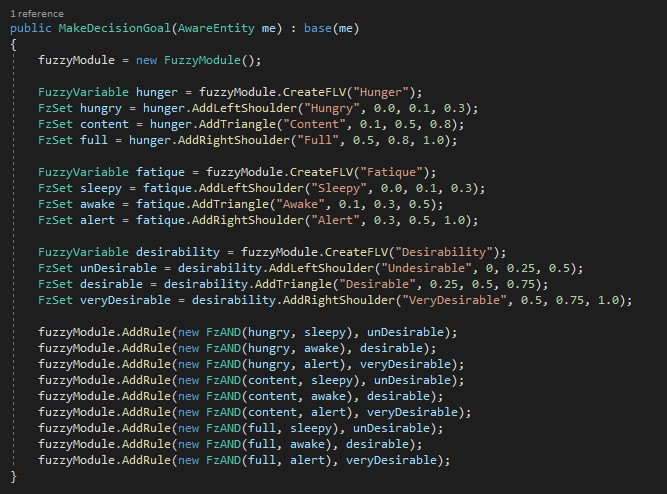 1 reference
public MakeDecisionGoal(AwareEntity me) : base(me)
{
fuzzyModule = new FuzzyModule();
FuzzyVariable hunger = fuzzyModule.CreateFLV("Hunger");
FzSet hungry = hunger.AddLeftShoulder("Hungry", 0.0, 0.1, 0.3);
FzSet content = hunger.AddTriangle("Content", 0.1, 0.5, 0.8);
FzSet full = hunger.AddRightShoulder("Full", 0.5, 0.8, 1.0);
FuzzyVariable fatique = fuzzyModule.CreateFLV("Fatique");
FzSet sleepy = fatique.AddLeftShoulder("Sleepy", 0.0, 0.1, 0.3);
FzSet awake = fatique.AddTriangle("Awake", 0.1, 0.3, 0.5);
FzSet alert = fatique.AddRightShoulder("Alert", 0.3, 0.5, 1.0);
FuzzyVariable desirability = fuzzyModule.CreateFLV("Desirability");
FzSet unDesirable = desirability.AddLeftShoulder("Undesirable", 0, 0.25, 0.5);
FzSet desirable = desirability.AddTriangle("Desirable", 0.25, 0.5, 0.75);
FzSet veryDesirable = desirability.AddRightShoulder("VeryDesirable", 0.5, 0.75, 1.0);
fuzzyModule.AddRule(new FzAND(hungry, sleepy), unDesirable);
fuzzyModule.AddRule(new FzAND(hungry, awake), desirable);
fuzzyModule.AddRule(new FzAND(hungry, alert), veryDesirable);
fuzzyModule.AddRule(new FzAND(content, sleepy), unDesirable);
fuzzyModule.AddRule(new FzAND(content, awake), desirable);
fuzzyModule.AddRule(new FzAND(content, alert), veryDesirable);
fuzzyModule.AddRule(new FzAND(full, sleepy), unDesirable);
fuzzyModule.AddRule(new FzAND(full, awake), desirable);
fuzzyModule.AddRule(new FzAND(full, alert), veryDesirable);
}